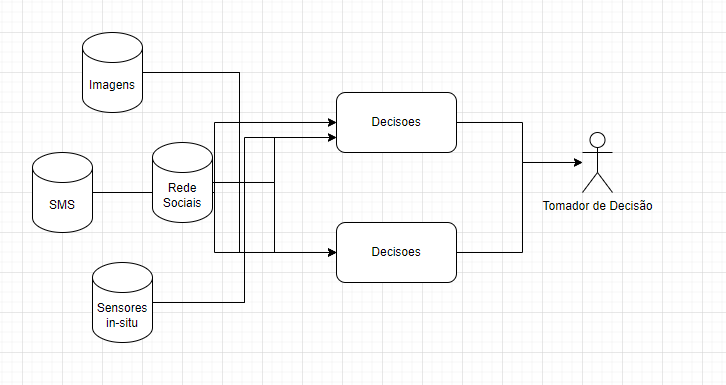 Imagens
Decisoes
Rede
Sociais
SMS
Tomador de Decisão
Decisoes
Sensores
in-situ